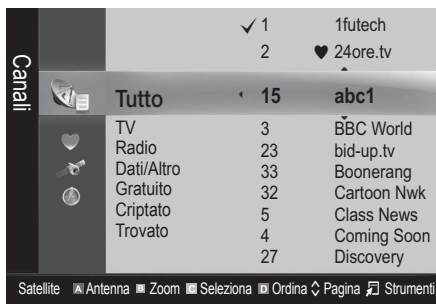 Canali
✓ 1 1futech
2 ♥ 24ore.tv
Tutto 15 abc1
TV 3 BBC World
Radio 23 bid-up.tv
Dati/Altro 33 Boonerang
Gratuito 32 Cartoon Nwk
Criptato 5 Class News
Trovato 4 Coming Soon
27 Discovery
Satellite A Antenna B Zoom C Seleziona D Ordina Pagina Strumenti